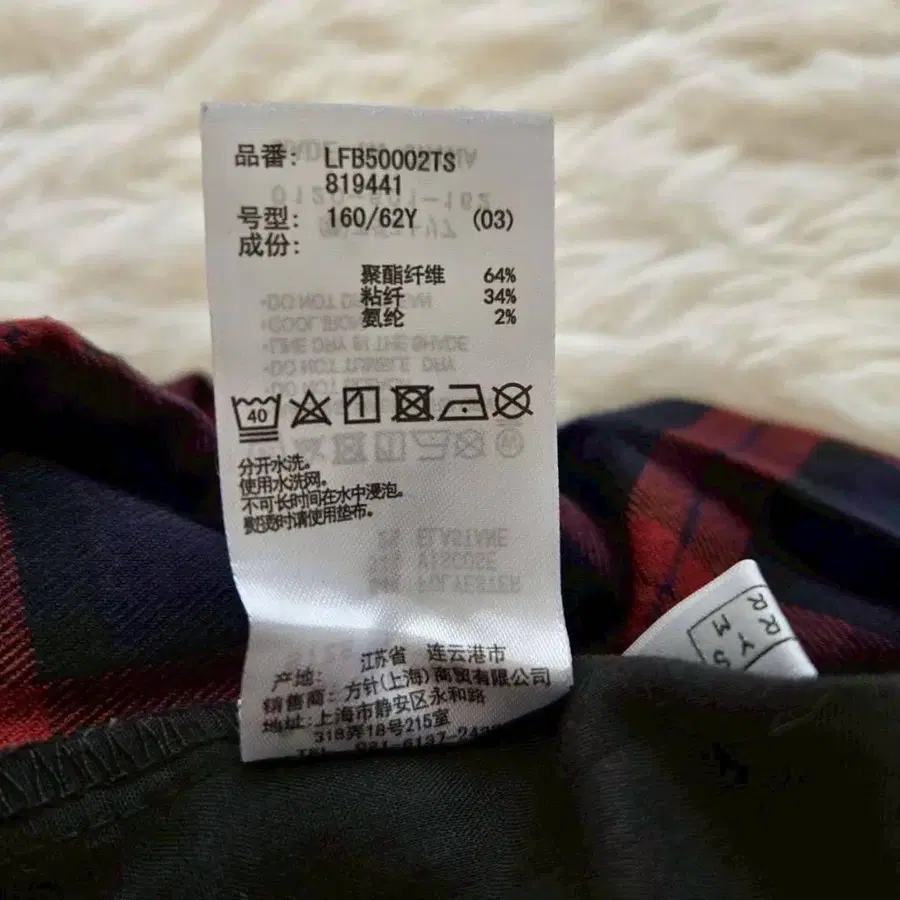 品番: LFB50002TS
819441
号型: 160/62Y (03)
成份:
聚酯纤维 64%
粘纤 34%
氨纶 2%
40
分开水洗。
使用水洗网。
不可长时间在水中浸泡。
熨烫时请使用垫布。
产地: 江苏省 连云港市
销售商: 方针(上海)商贸有限公司
地址: 上海市静安区永和路
318弄18号215室